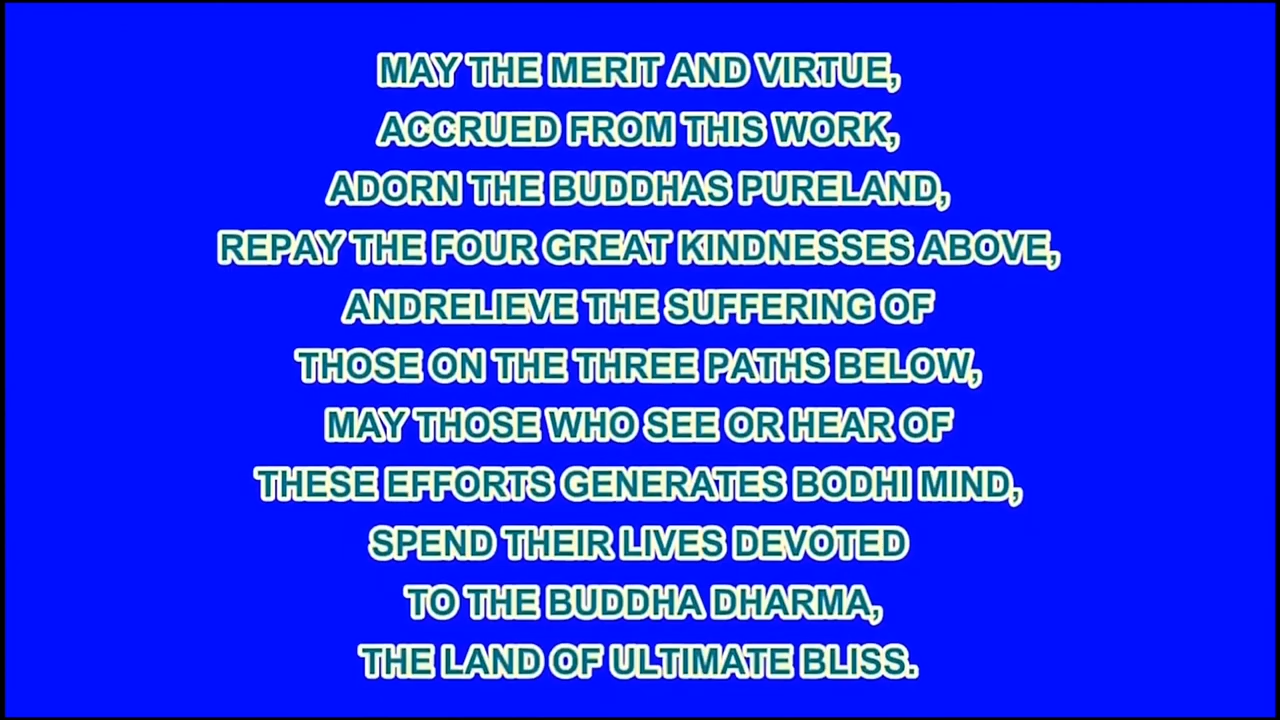 MAY THE MERIT AND VIRTUE,
ACCRUED FROM THIS WORK,
ADORN THE BUDDHAS PURELAND,
REPAY THE FOUR GREAT KINDNESSES ABOVE,
ANDRELIEVE THE SUFFERING OF
THOSE ON THE THREE PATHS BELOW,
MAY THOSE WHO SEE OR HEAR OF
THESE EFFORTS GENERATES BODHI MIND,
SPEND THEIR LIVES DEVOTED
TO THE BUDDHA DHARMA,
THE LAND OF ULTIMATE BLISS.